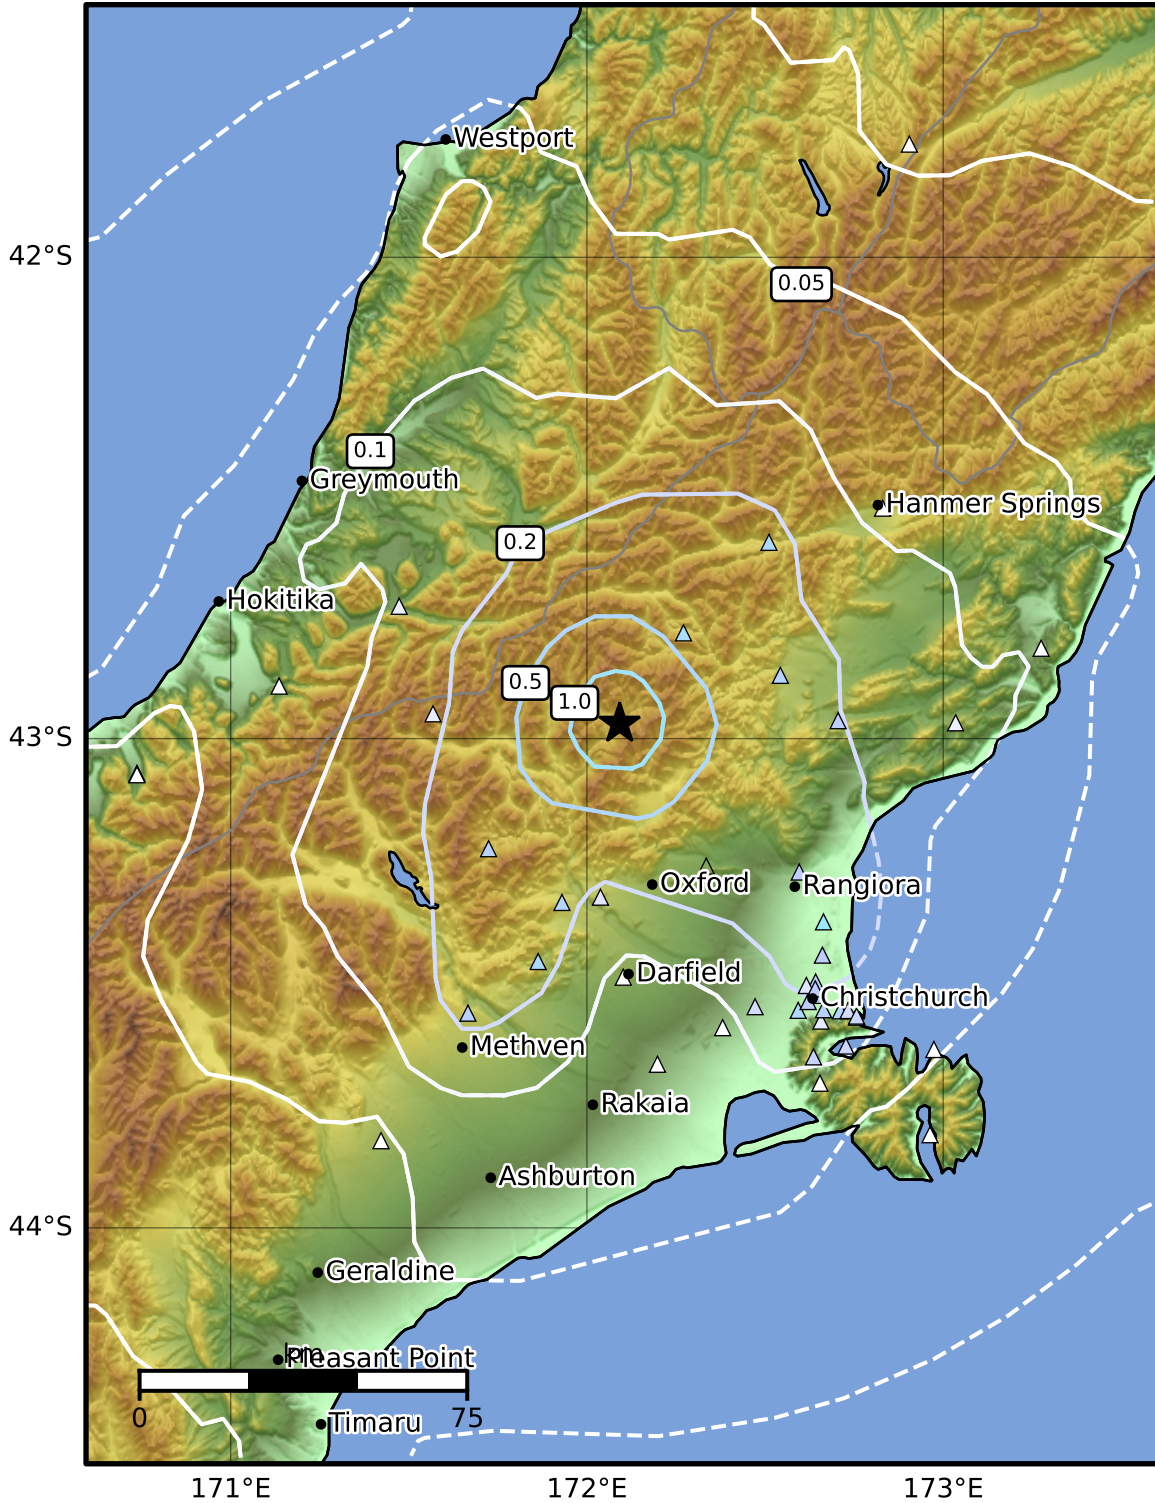 Westport
42°S
0.05
0.1
Greymouth
Hanmer Springs
0.2
Hokitika
0.5
1.0
43°S
Oxford
Rangiora
Darfield
Christchurch
Methven
Rakaia
Ashburton
44°S
Geraldine
km
Pleasant Point
0
75
Timaru
171°E
172°E
173°E